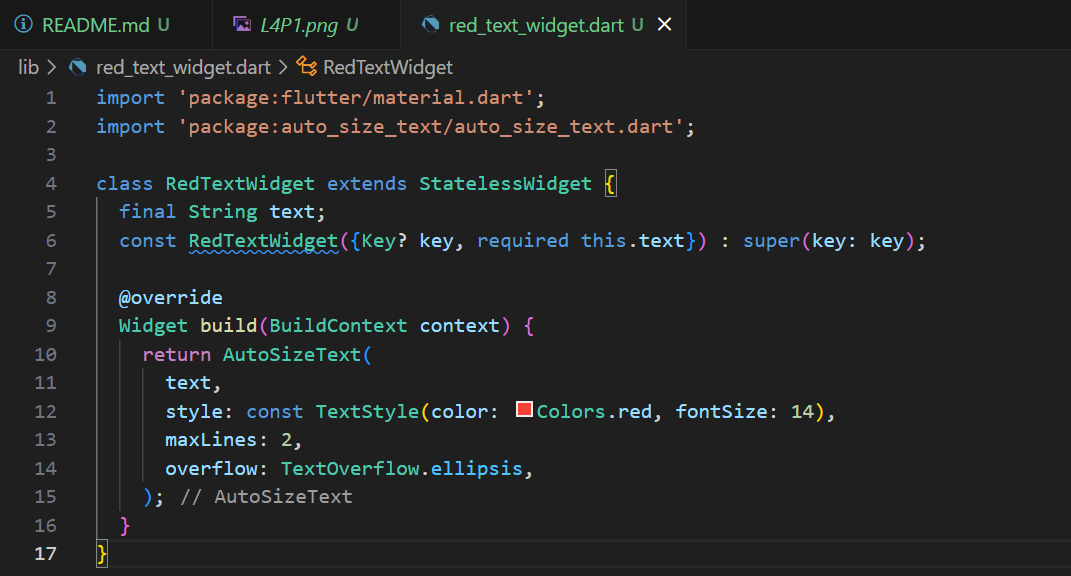 README.md U L4P1.png U red_text_widget.dart U
lib > red_text_widget.dart > RedTextWidget
1 import 'package:flutter/material.dart';
2 import 'package:auto_size_text/auto_size_text.dart';
3
4 class RedTextWidget extends StatelessWidget {
5 final String text;
6 const RedTextWidget({Key? key, required this.text}) : super(key: key);
7
8 @override
9 Widget build(BuildContext context) {
10 return AutoSizeText(
11 text,
12 style: const TextStyle(color: Colors.red, fontSize: 14),
13 maxLines: 2,
14 overflow: TextOverflow.ellipsis,
15 ); // AutoSizeText
16 }
17 }